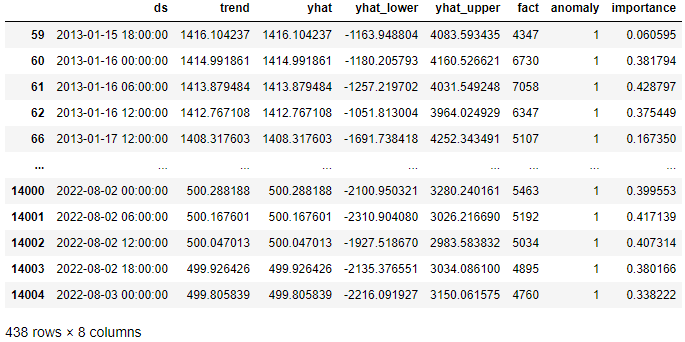 ds trend yhat yhat_lower yhat_upper fact anomaly importance
59 2013-01-15 18:00:00 1416.104237 1416.104237 -1163.948804 4083.593435 4347 1 0.060595
60 2013-01-16 00:00:00 1414.991861 1414.991861 -1180.205793 4160.526621 6730 1 0.381794
61 2013-01-16 06:00:00 1413.879484 1413.879484 -1257.219702 4031.549248 7058 1 0.428797
62 2013-01-16 12:00:00 1412.767108 1412.767108 -1051.813004 3964.024929 6347 1 0.375449
66 2013-01-17 12:00:00 1408.317603 1408.317603 -1691.738418 4252.343491 5107 1 0.167350
... ... ... ... ... ... ... ... ...
14000 2022-08-02 00:00:00 500.288188 500.288188 -2100.950321 3280.240161 5463 1 0.399553
14001 2022-08-02 06:00:00 500.167601 500.167601 -2310.904080 3026.216690 5192 1 0.417139
14002 2022-08-02 12:00:00 500.047013 500.047013 -1927.518670 2983.583832 5034 1 0.407314
14003 2022-08-02 18:00:00 499.926426 499.926426 -2135.376551 3034.086100 4895 1 0.380166
14004 2022-08-03 00:00:00 499.805839 499.805839 -2216.091927 3150.061575 4760 1 0.338222
438 rows × 8 columns